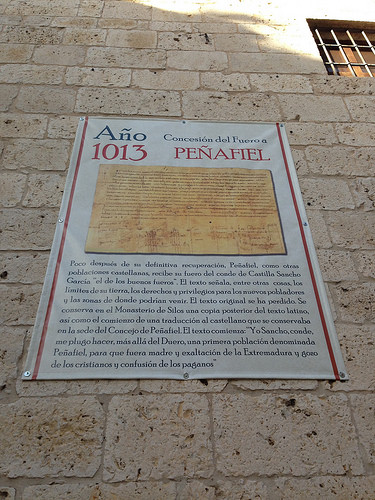 Año
1013
Concesión del Fuero a
PEÑAFIEL
Poco después de su definitiva recuperación, Peñafiel, como otras
poblaciones castellanas, recibe su fuero del conde de Castilla Sancho
García "el de los buenos fueros". El texto señala, entre otras cosas, los
límites de su tierra, los derechos y privilegios para los nuevos pobladores
y las zonas de donde podrían venir. El texto original se ha perdido. Se
conserva en el Monasterio de Silos una copia posterior del texto latino,
así como el comienzo de una traducción al castellano que se conservaba
en la sede del Concejo de Peñafiel. El texto comienza: "Yo Sancho, conde,
me plugo hacer, más allá del Duero, una primera población denominada
Peñafiel, para que fuera madre y exaltación de la Extremadura y gozo
de los cristianos y confusión de los paganos"